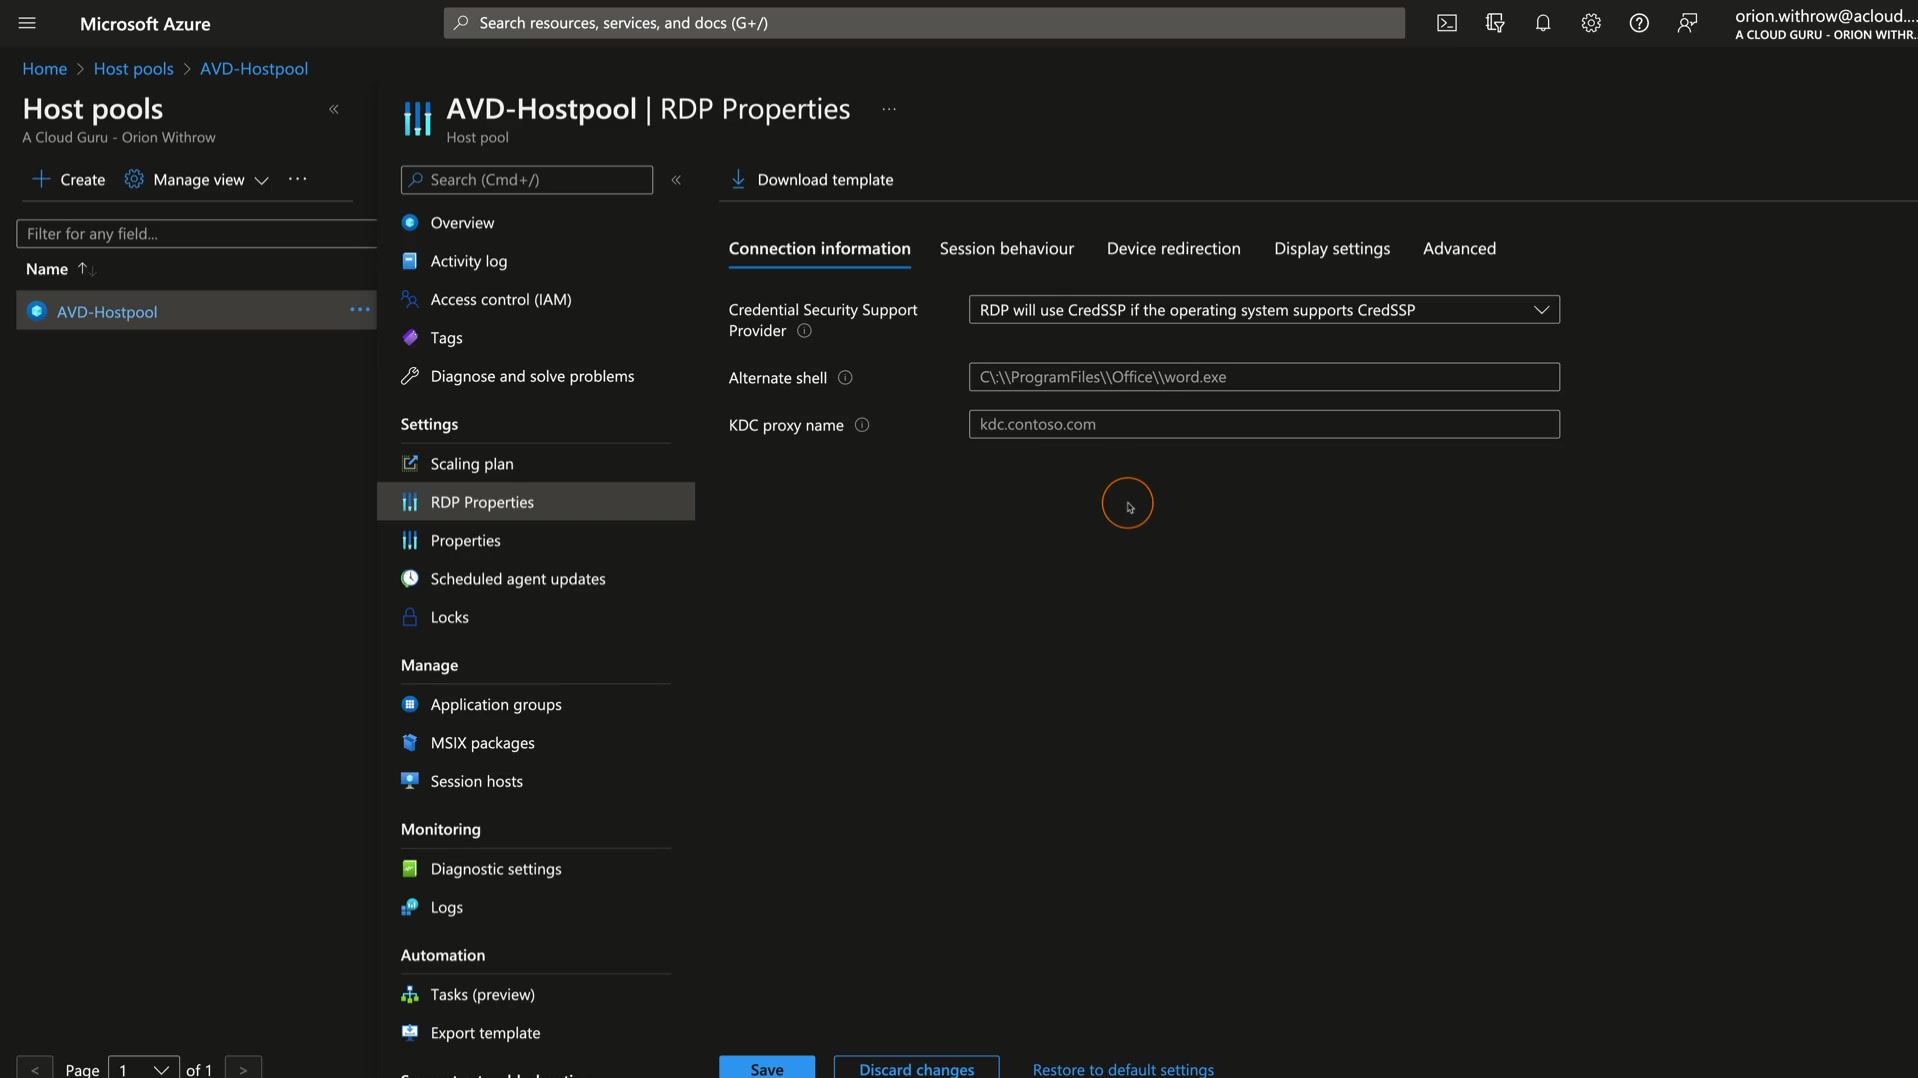 Microsoft Azure
Search resources, services, and docs (G+/)
orion.withrow@acloud....
A CLOUD GURU - ORION WITHR...
Home > Host pools > AVD-Hostpool
Host pools
A Cloud Guru - Orion Withrow
Create
Manage view
Filter for any field...
Name
AVD-Hostpool
< Page 1 of 1 >
AVD-Hostpool | RDP Properties
Host pool
Search (Cmd+/)
Overview
Activity log
Access control (IAM)
Tags
Diagnose and solve problems
Settings
Scaling plan
RDP Properties
Properties
Scheduled agent updates
Locks
Manage
Application groups
MSIX packages
Session hosts
Monitoring
Diagnostic settings
Logs
Automation
Tasks (preview)
Export template
Download template
Connection information
Session behaviour
Device redirection
Display settings
Advanced
Credential Security Support
Provider
RDP will use CredSSP if the operating system supports CredSSP
Alternate shell
C\:\\ProgramFiles\\Office\\word.exe
KDC proxy name
kdc.contoso.com
Save
Discard changes
Restore to default settings